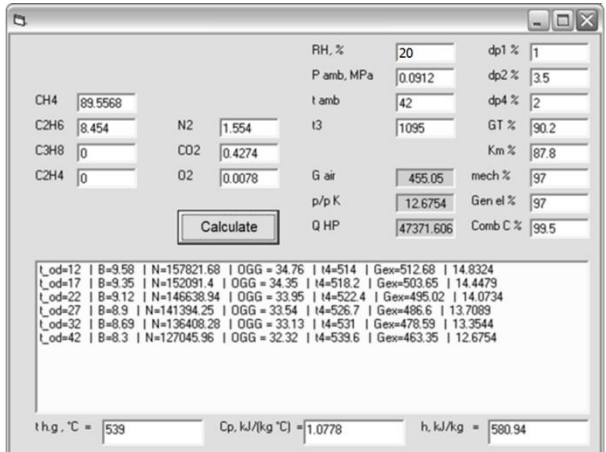 RH, % 20 dp1 % 1
P amb, MPa 0.0912 dp2 % 3.5
CH4 89.5568 t amb 42 dp4 % 2
C2H6 8.454 N2 1.554 t3 1095 GT % 90.2
C3H8 0 CO2 0.4274 Km % 87.8
C2H4 0 O2 0.0078 G air 455.05 mech % 97
p/p K 12.6754 Gen el % 97
Calculate Q HP 47371.606 Comb C % 99.5
t_od=12 | B=9.58 | N=157821.68 | OGG = 34.76 | t4=514 | Gex=512.68 | 14.8324
t_od=17 | B=9.35 | N=152091.4 | OGG = 34.35 | t4=518.2 | Gex=503.65 | 14.4479
t_od=22 | B=9.12 | N=146638.94 | OGG = 33.95 | t4=522.4 | Gex=495.02 | 14.0734
t_od=27 | B=8.9 | N=141394.25 | OGG = 33.54 | t4=526.7 | Gex=486.6 | 13.7089
t_od=32 | B=8.69 | N=136408.28 | OGG = 33.13 | t4=531 | Gex=478.59 | 13.3544
t_od=42 | B=8.3 | N=127045.96 | OGG = 32.32 | t4=539.6 | Gex=463.35 | 12.6754
t h.g , °C = 539 Cp, kJ/(kg °C) = 1.0778 h, kJ/kg = 580.94